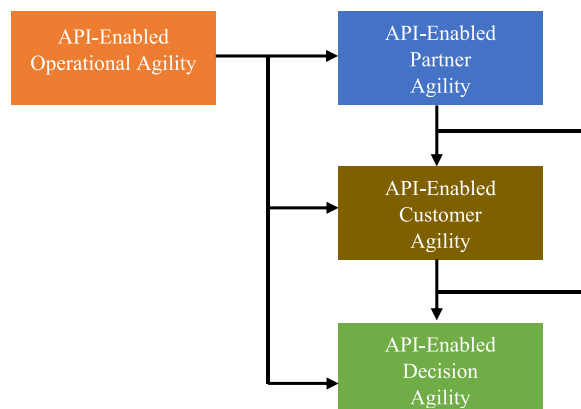 API-Enabled
Operational Agility
API-Enabled
Partner
Agility
API-Enabled
Customer
Agility
API-Enabled
Decision
Agility